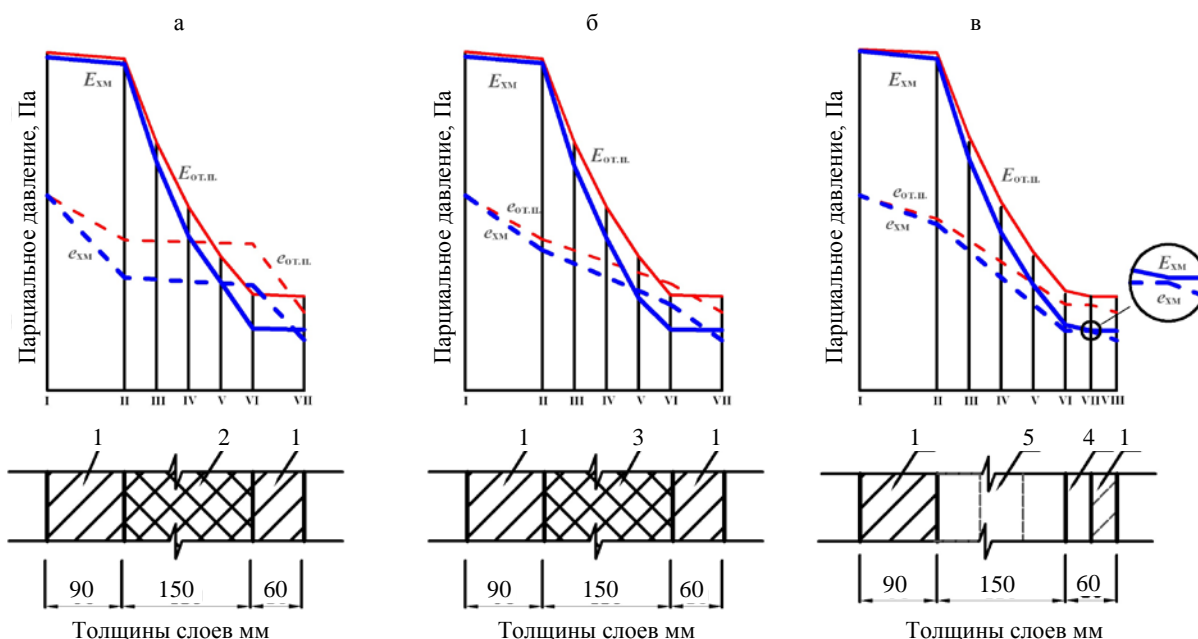 а
б
в
Парциальное давление, Па
Eхм
Eот.п.
eхм
eот.п.
I II III IV V VI VII
Парциальное давление, Па
Eхм
Eот.п.
eот.п.
eхм
I II III IV V VI VII
Парциальное давление, Па
Eхм
Eот.п.
eот.п.
eхм
Eхм
eхм
I II III IV V VI VII VIII
1 2 1
90 150 60
Толщины слоев мм
1 3 1
90 150 60
Толщины слоев мм
1 5 4 1
90 150 60
Толщины слоев мм